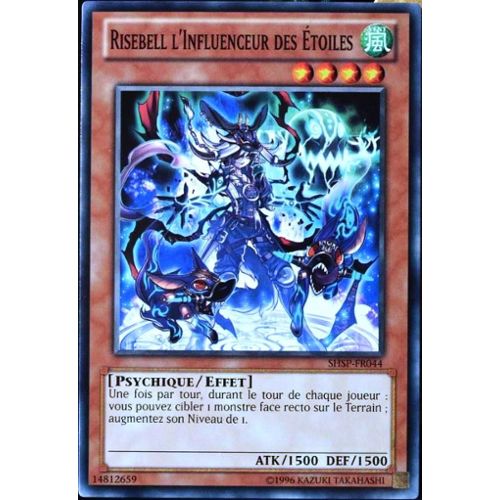 Risebell l'Influenceur des Étoiles
VENT
風
SHSP-FR044
[Psychique/Effet]
Une fois par tour, durant le tour de chaque joueur :
vous pouvez cibler 1 monstre face recto sur le Terrain ;
augmentez son Niveau de 1.
ATK/1500 DEF/1500
14812659
©1996 KAZUKI TAKAHASHI